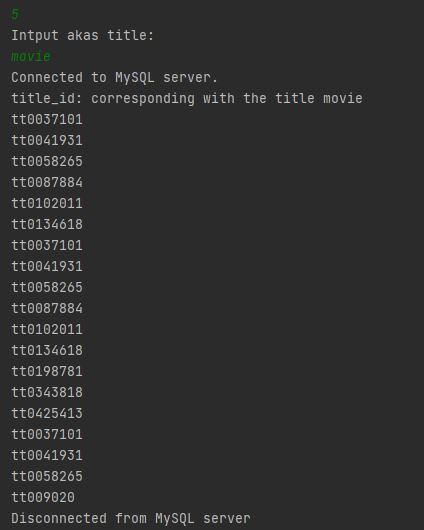 5
Intput akas title:
movie
Connected to MySQL server.
title_id: corresponding with the title movie
tt0037101
tt0041931
tt0058265
tt0087884
tt0102011
tt0134618
tt0037101
tt0041931
tt0058265
tt0087884
tt0102011
tt0134618
tt0198781
tt0343818
tt0425413
tt0037101
tt0041931
tt0058265
tt009020
Disconnected from MySQL server